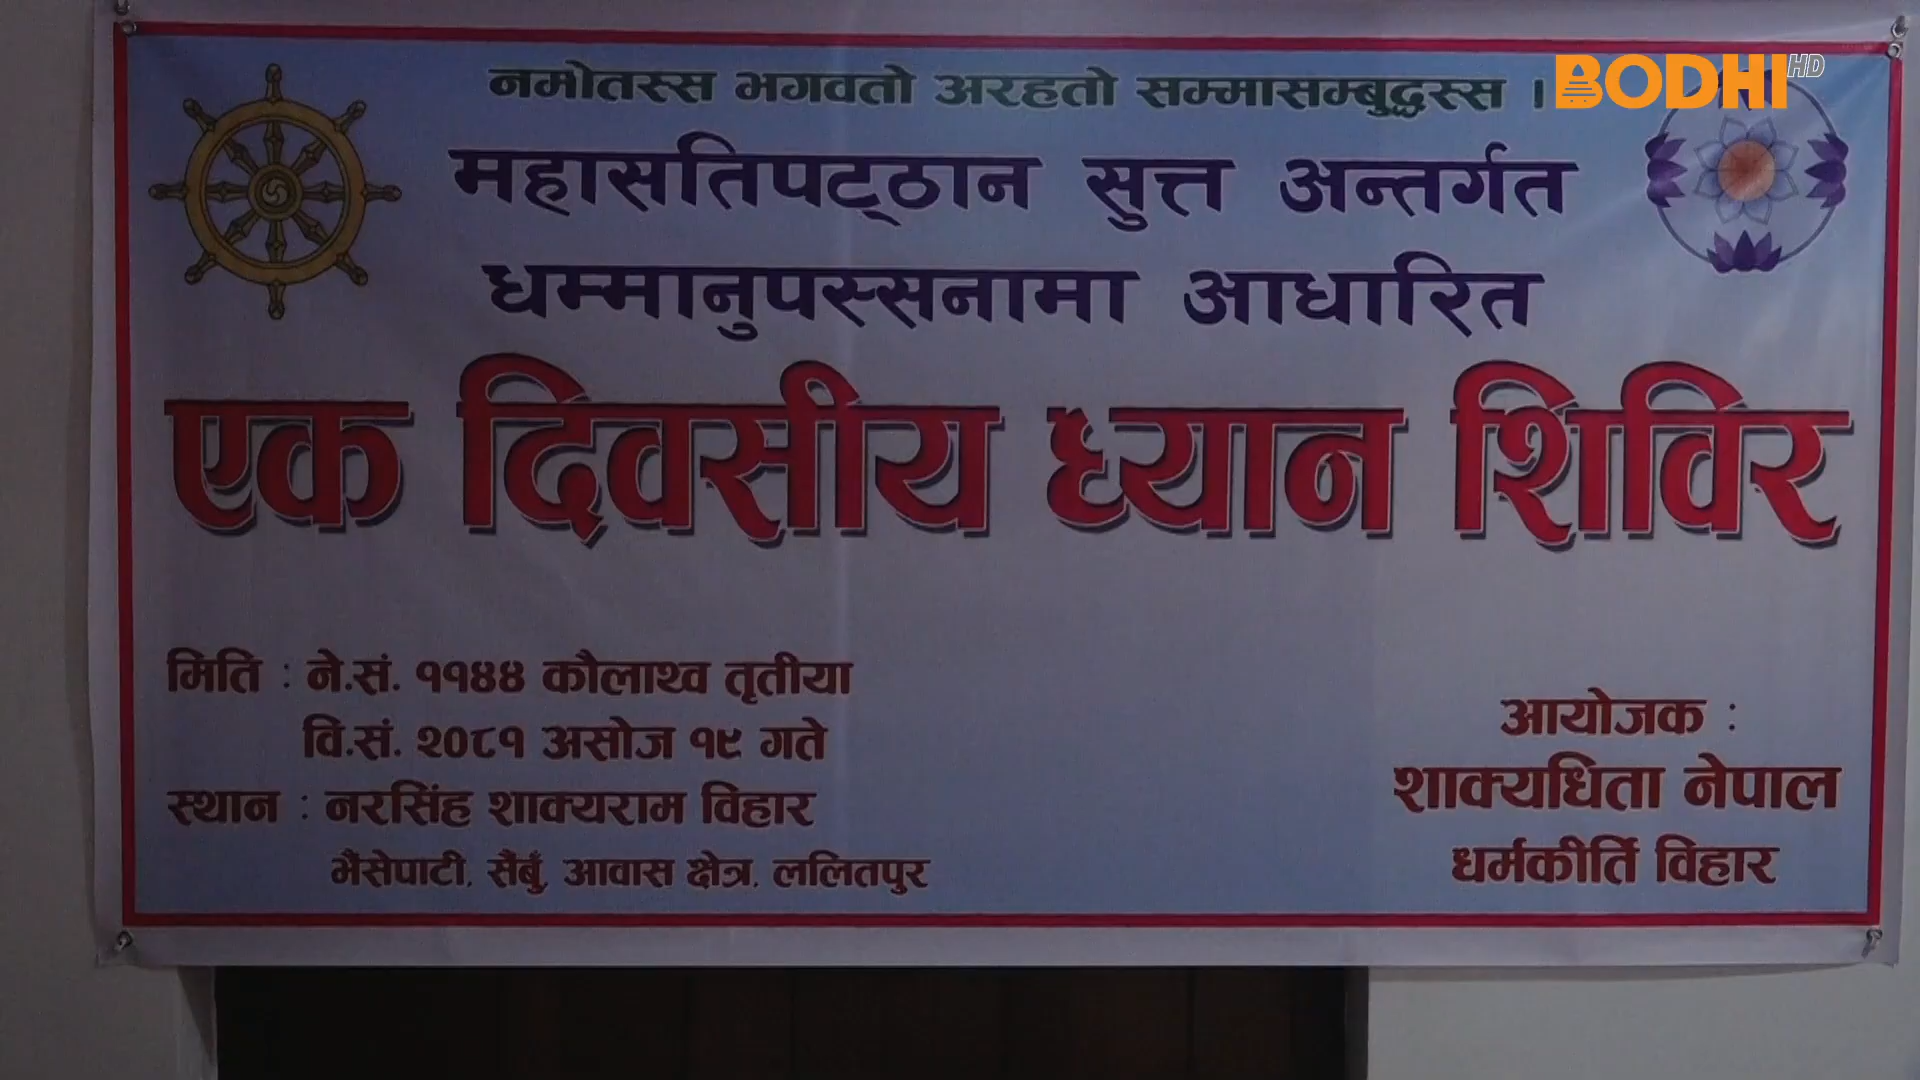 नमोतस्स भगवतो अरहतो सम्मासम्बुद्धस्स ।
BODHI HD
महासतिपट्ठान सुत्त अन्तर्गत
धम्मानुपस्सनामा आधारित
एक दिवसीय ध्यान शिविर
मिति : ने.सं. ११४४ कौलाथ्व तृतीया
वि.सं. २०८१ असोज १९ गते
स्थान : नरसिंह शाक्यराम विहार
भैंसेपाटी, सैंबुँ, आवास क्षेत्र, ललितपुर
आयोजक :
शाक्यधिता नेपाल
धर्मकीर्ति विहार